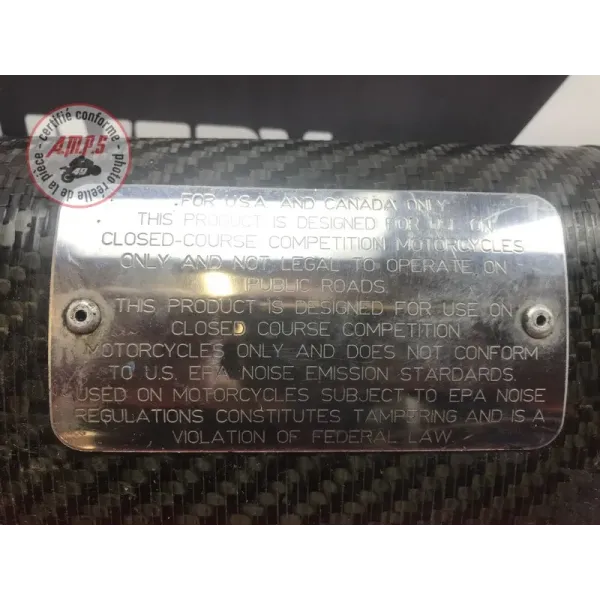 certifié conforme
A.M.P.S
49
photo réelle de la pièce
FOR U.S.A. AND CANADA ONLY
THIS PRODUCT IS DESIGNED FOR USE ON
CLOSED-COURSE COMPETITION MOTORCYCLES
ONLY AND NOT LEGAL TO OPERATE ON
PUBLIC ROADS.
THIS PRODUCT IS DESIGNED FOR USE ON
CLOSED COURSE COMPETITION
MOTORCYCLES ONLY AND DOES NOT CONFORM
TO U.S. EPA NOISE EMISSION STARDARDS.
USED ON MOTORCYCLES SUBJECT TO EPA NOISE
REGULATIONS CONSTITUTES TAMPERING AND IS A
VIOLATION OF FEDERAL LAW